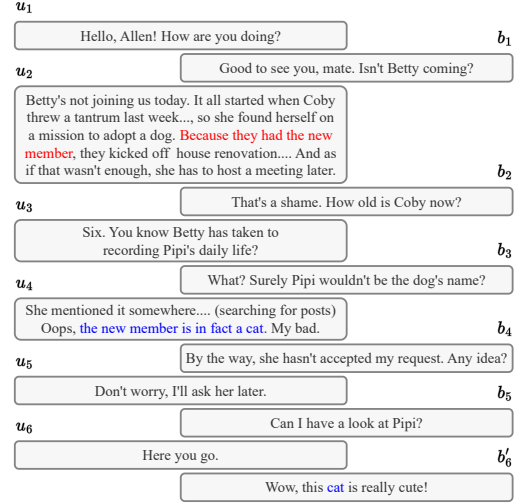 u1
Hello, Allen! How are you doing?
b1
Good to see you, mate. Isn't Betty coming?
u2
Betty's not joining us today. It all started when Coby
threw a tantrum last week..., so she found herself on
a mission to adopt a dog. Because they had the new
member, they kicked off house renovation.... And as
if that wasn't enough, she has to host a meeting later.
b2
That's a shame. How old is Coby now?
u3
Six. You know Betty has taken to
recording Pipi's daily life?
b3
What? Surely Pipi wouldn't be the dog's name?
u4
She mentioned it somewhere.... (searching for posts)
Oops, the new member is in fact a cat. My bad.
b4
By the way, she hasn't accepted my request. Any idea?
u5
Don't worry, I'll ask her later.
b5
Can I have a look at Pipi?
u6
Here you go.
b6′
Wow, this cat is really cute!